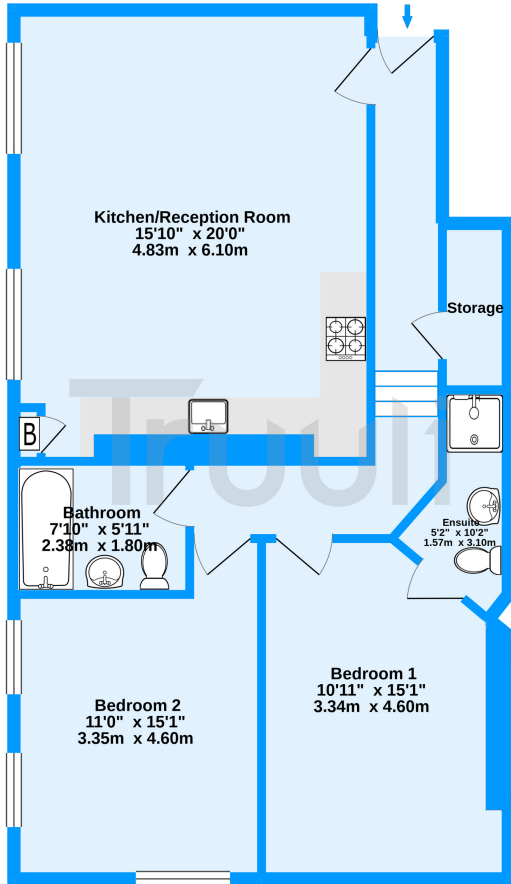 Kitchen/Reception Room
15'10" x 20'0"
4.83m x 6.10m
Storage
B
Truuli
Bathroom
7'10" x 5'11"
2.38m x 1.80m
Ensuite
5'2" x 10'2"
1.57m x 3.10m
Bedroom 1
10'11" x 15'1"
3.34m x 4.60m
Bedroom 2
11'0" x 15'1"
3.35m x 4.60m